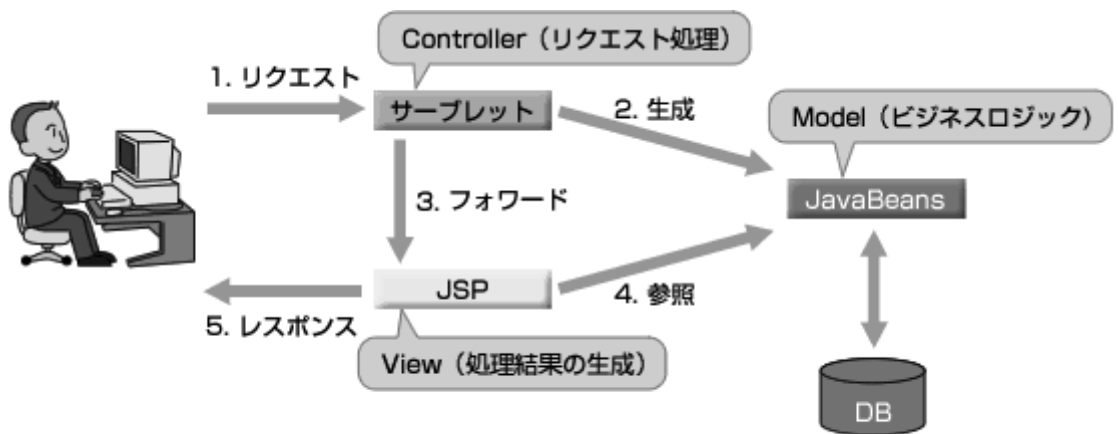 Controller（リクエスト処理）
1. リクエスト
サーブレット
2. 生成
Model（ビジネスロジック）
JavaBeans
3. フォワード
JSP
4. 参照
5. レスポンス
View（処理結果の生成）
DB